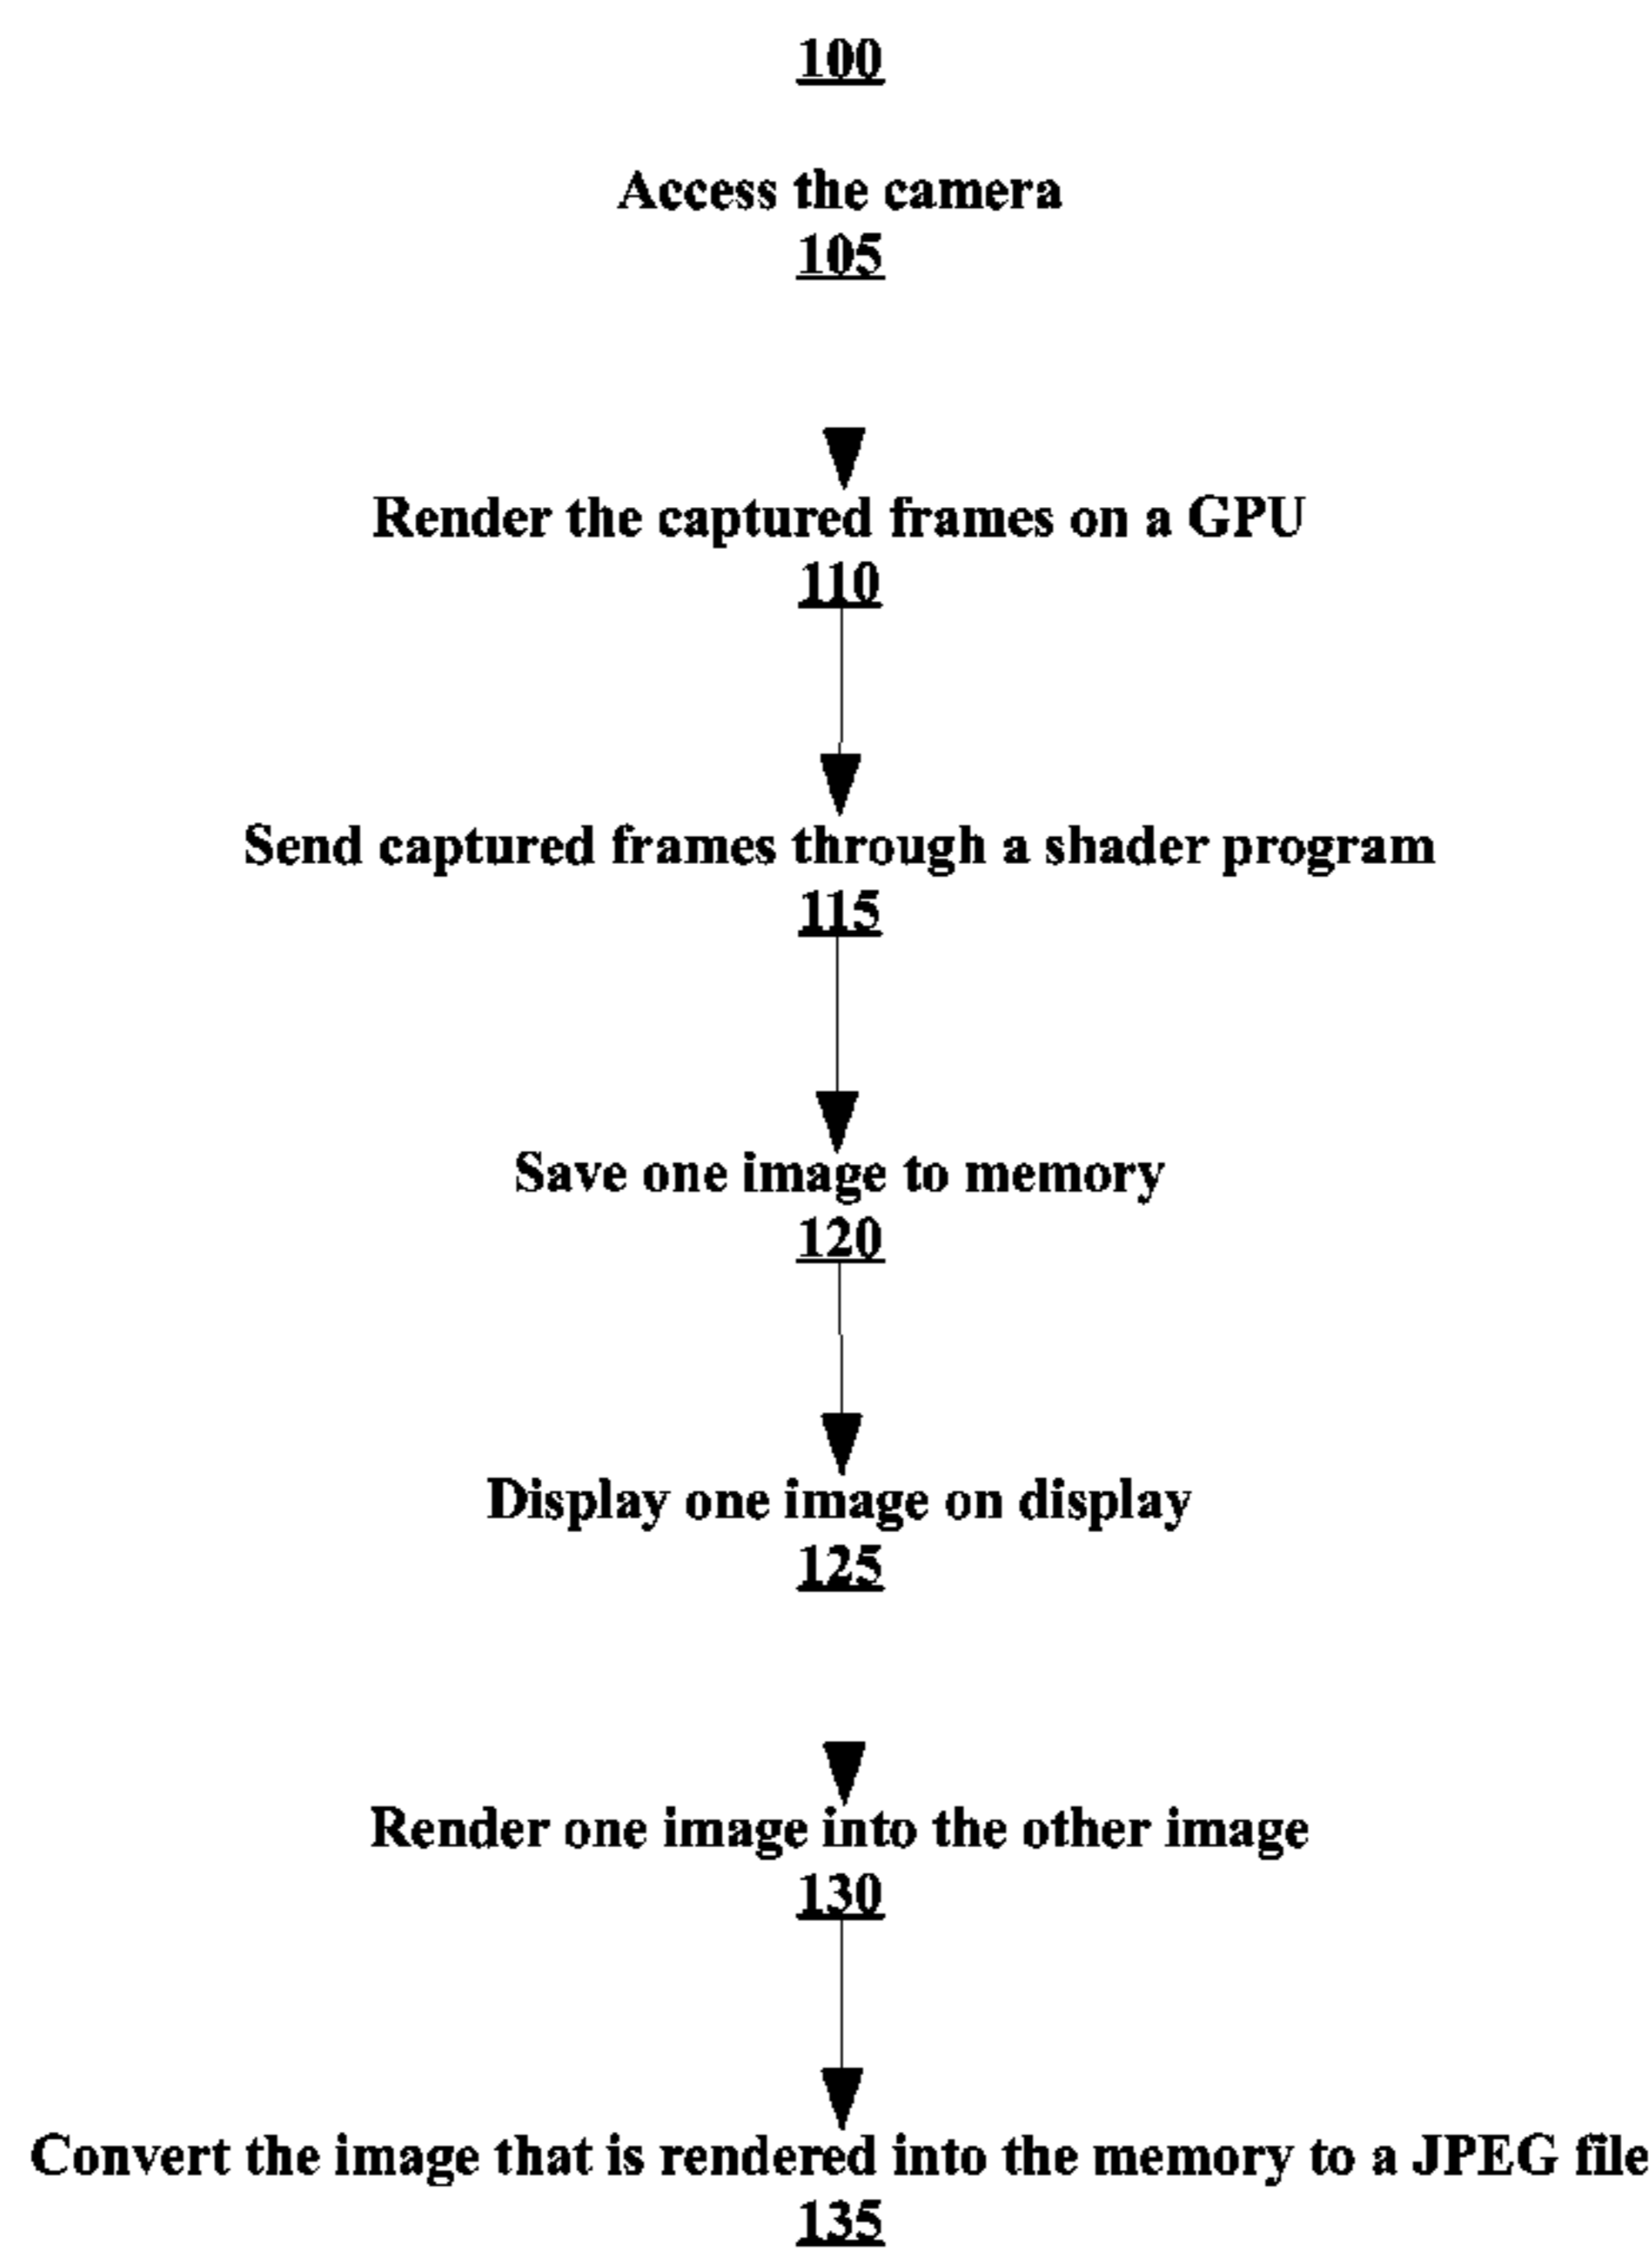 100
Access the camera
105
Render the captured frames on a GPU
110
Send captured frames through a shader program
115
Save one image to memory
120
Display one image on display
125
Render one image into the other image
130
Convert the image that is rendered into the memory to a JPEG file
135